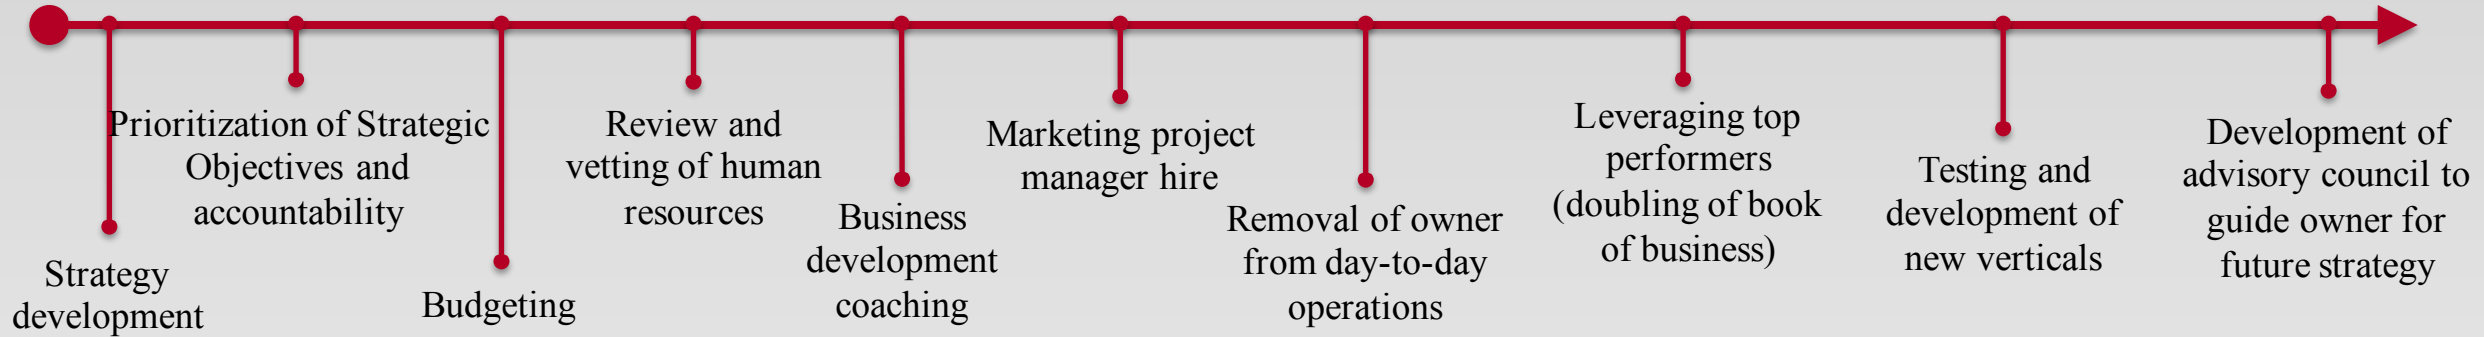 Strategy
development
Prioritization of Strategic
Objectives and
accountability
Budgeting
Review and
vetting of human
resources
Business
development
coaching
Marketing project
manager hire
Removal of owner
from day-to-day
operations
Leveraging top
performers
(doubling of book
of business)
Testing and
development of
new verticals
Development of
advisory council to
guide owner for
future strategy